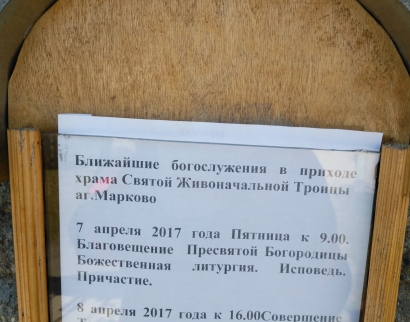 Ближайшие богослужения в приходе
храма Святой Живоначальной Троицы
аг.Марково
7 апреля 2017 года Пятница к 9.00.
Благовещение Пресвятой Богородицы
Божественная литургия. Исповедь.
Причастие.
8 апреля 2017 года к 16.00Совершение